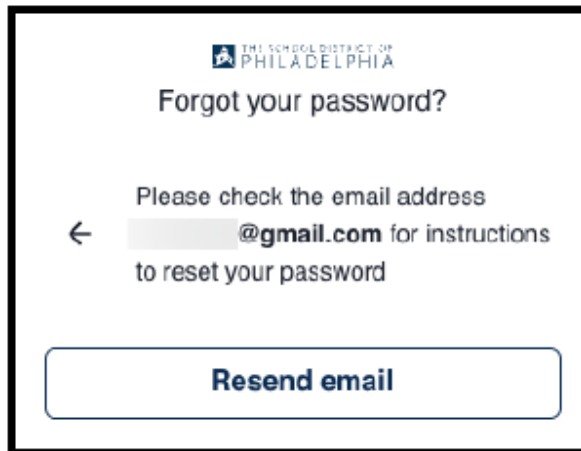 THE SCHOOL DISTRICT OF
PHILADELPHIA
Forgot your password?
Please check the email address
@gmail.com for instructions
to reset your password
Resend email